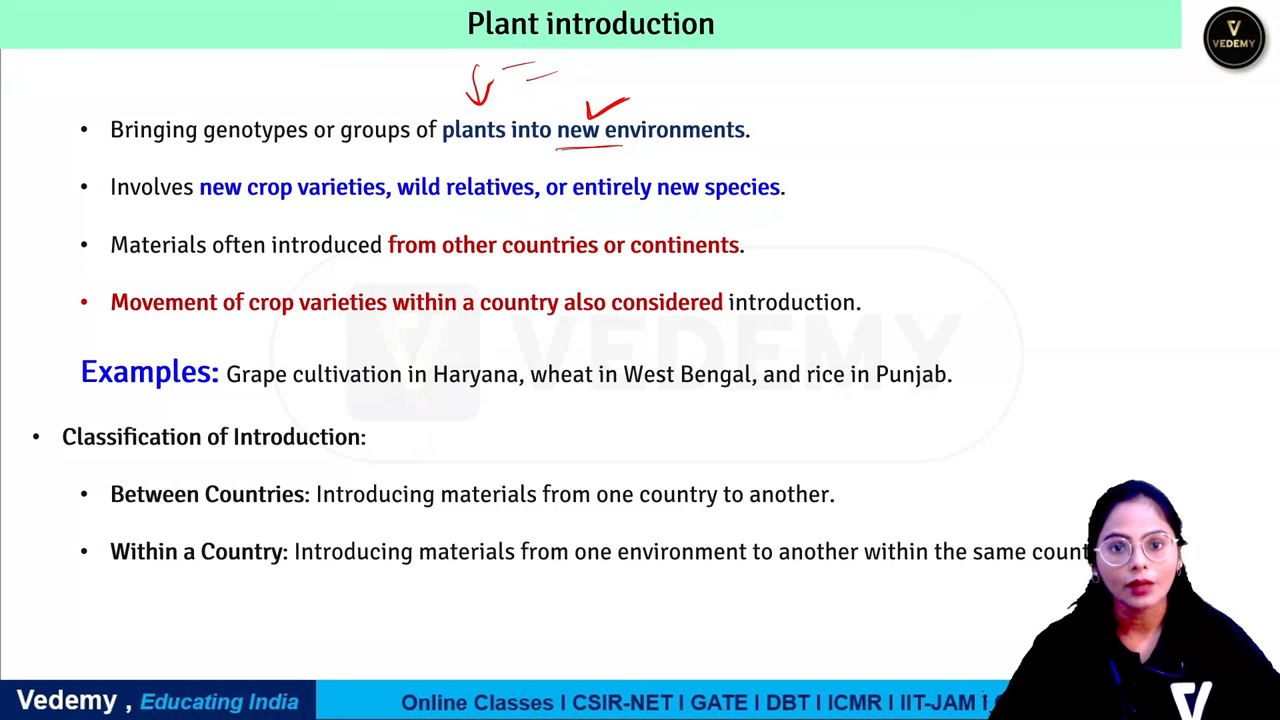 Plant introduction
VEDEMY
• Bringing genotypes or groups of plants into new environments.
• Involves new crop varieties, wild relatives, or entirely new species.
• Materials often introduced from other countries or continents.
• Movement of crop varieties within a country also considered introduction.
VEDEMY
Examples: Grape cultivation in Haryana, wheat in West Bengal, and rice in Punjab.
• Classification of Introduction:
• Between Countries: Introducing materials from one country to another.
• Within a Country: Introducing materials from one environment to another within the same
Vedemy , Educating India
Online Classes I CSIR-NET I GATE I DBT I ICMR I IIT-JAM I